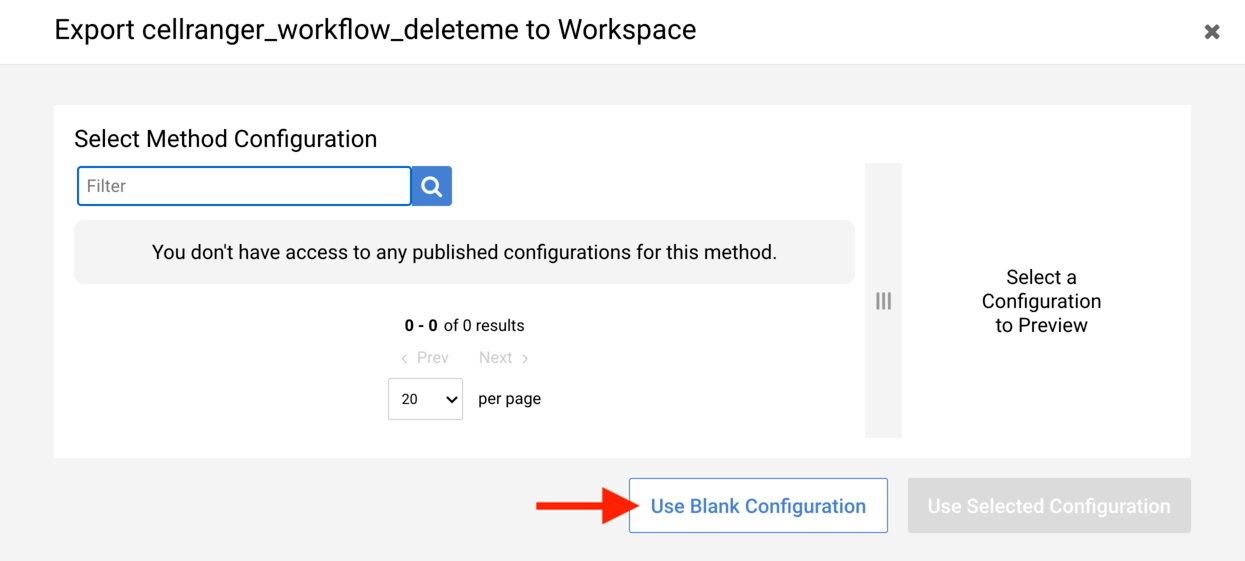 Export cellranger_workflow_deleteme to Workspace
Select Method Configuration
Filter
You don't have access to any published configurations for this method.
0 - 0 of 0 results
Prev Next
20 per page
Select a
Configuration
to Preview
Use Blank Configuration
Use Selected Configuration